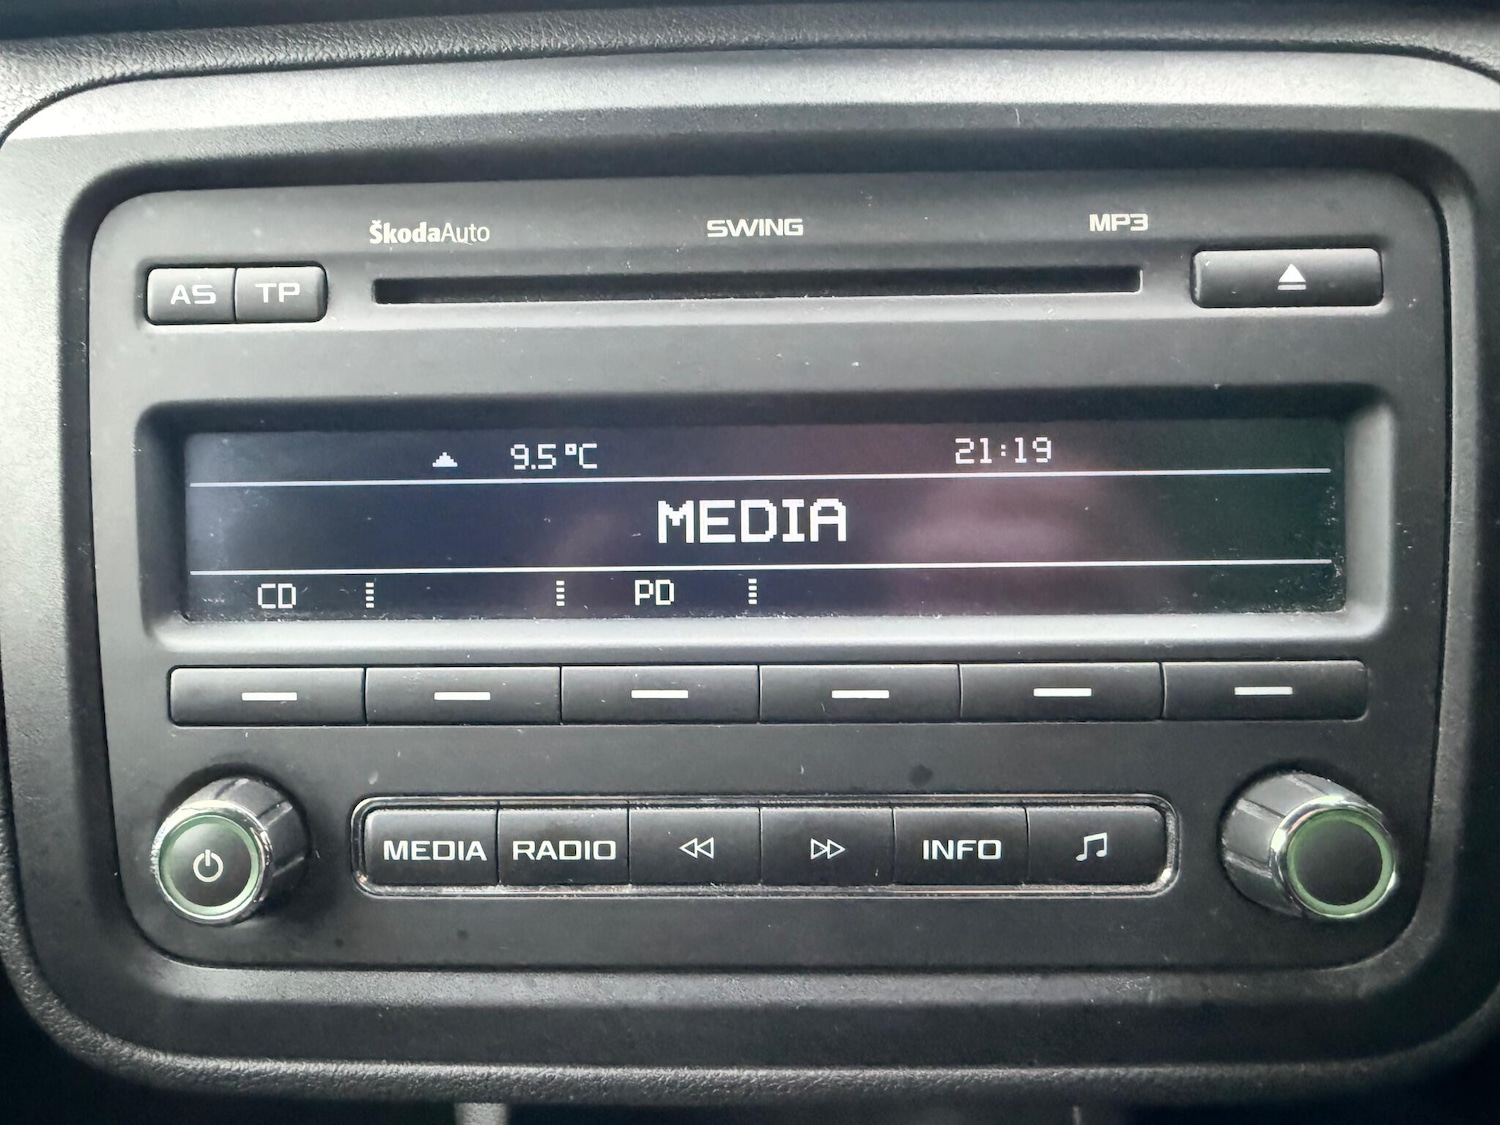 ŠkodaAuto SWING MP3
AS TP
9.5°C 21:19
MEDIA
CD PD
MEDIA RADIO INFO